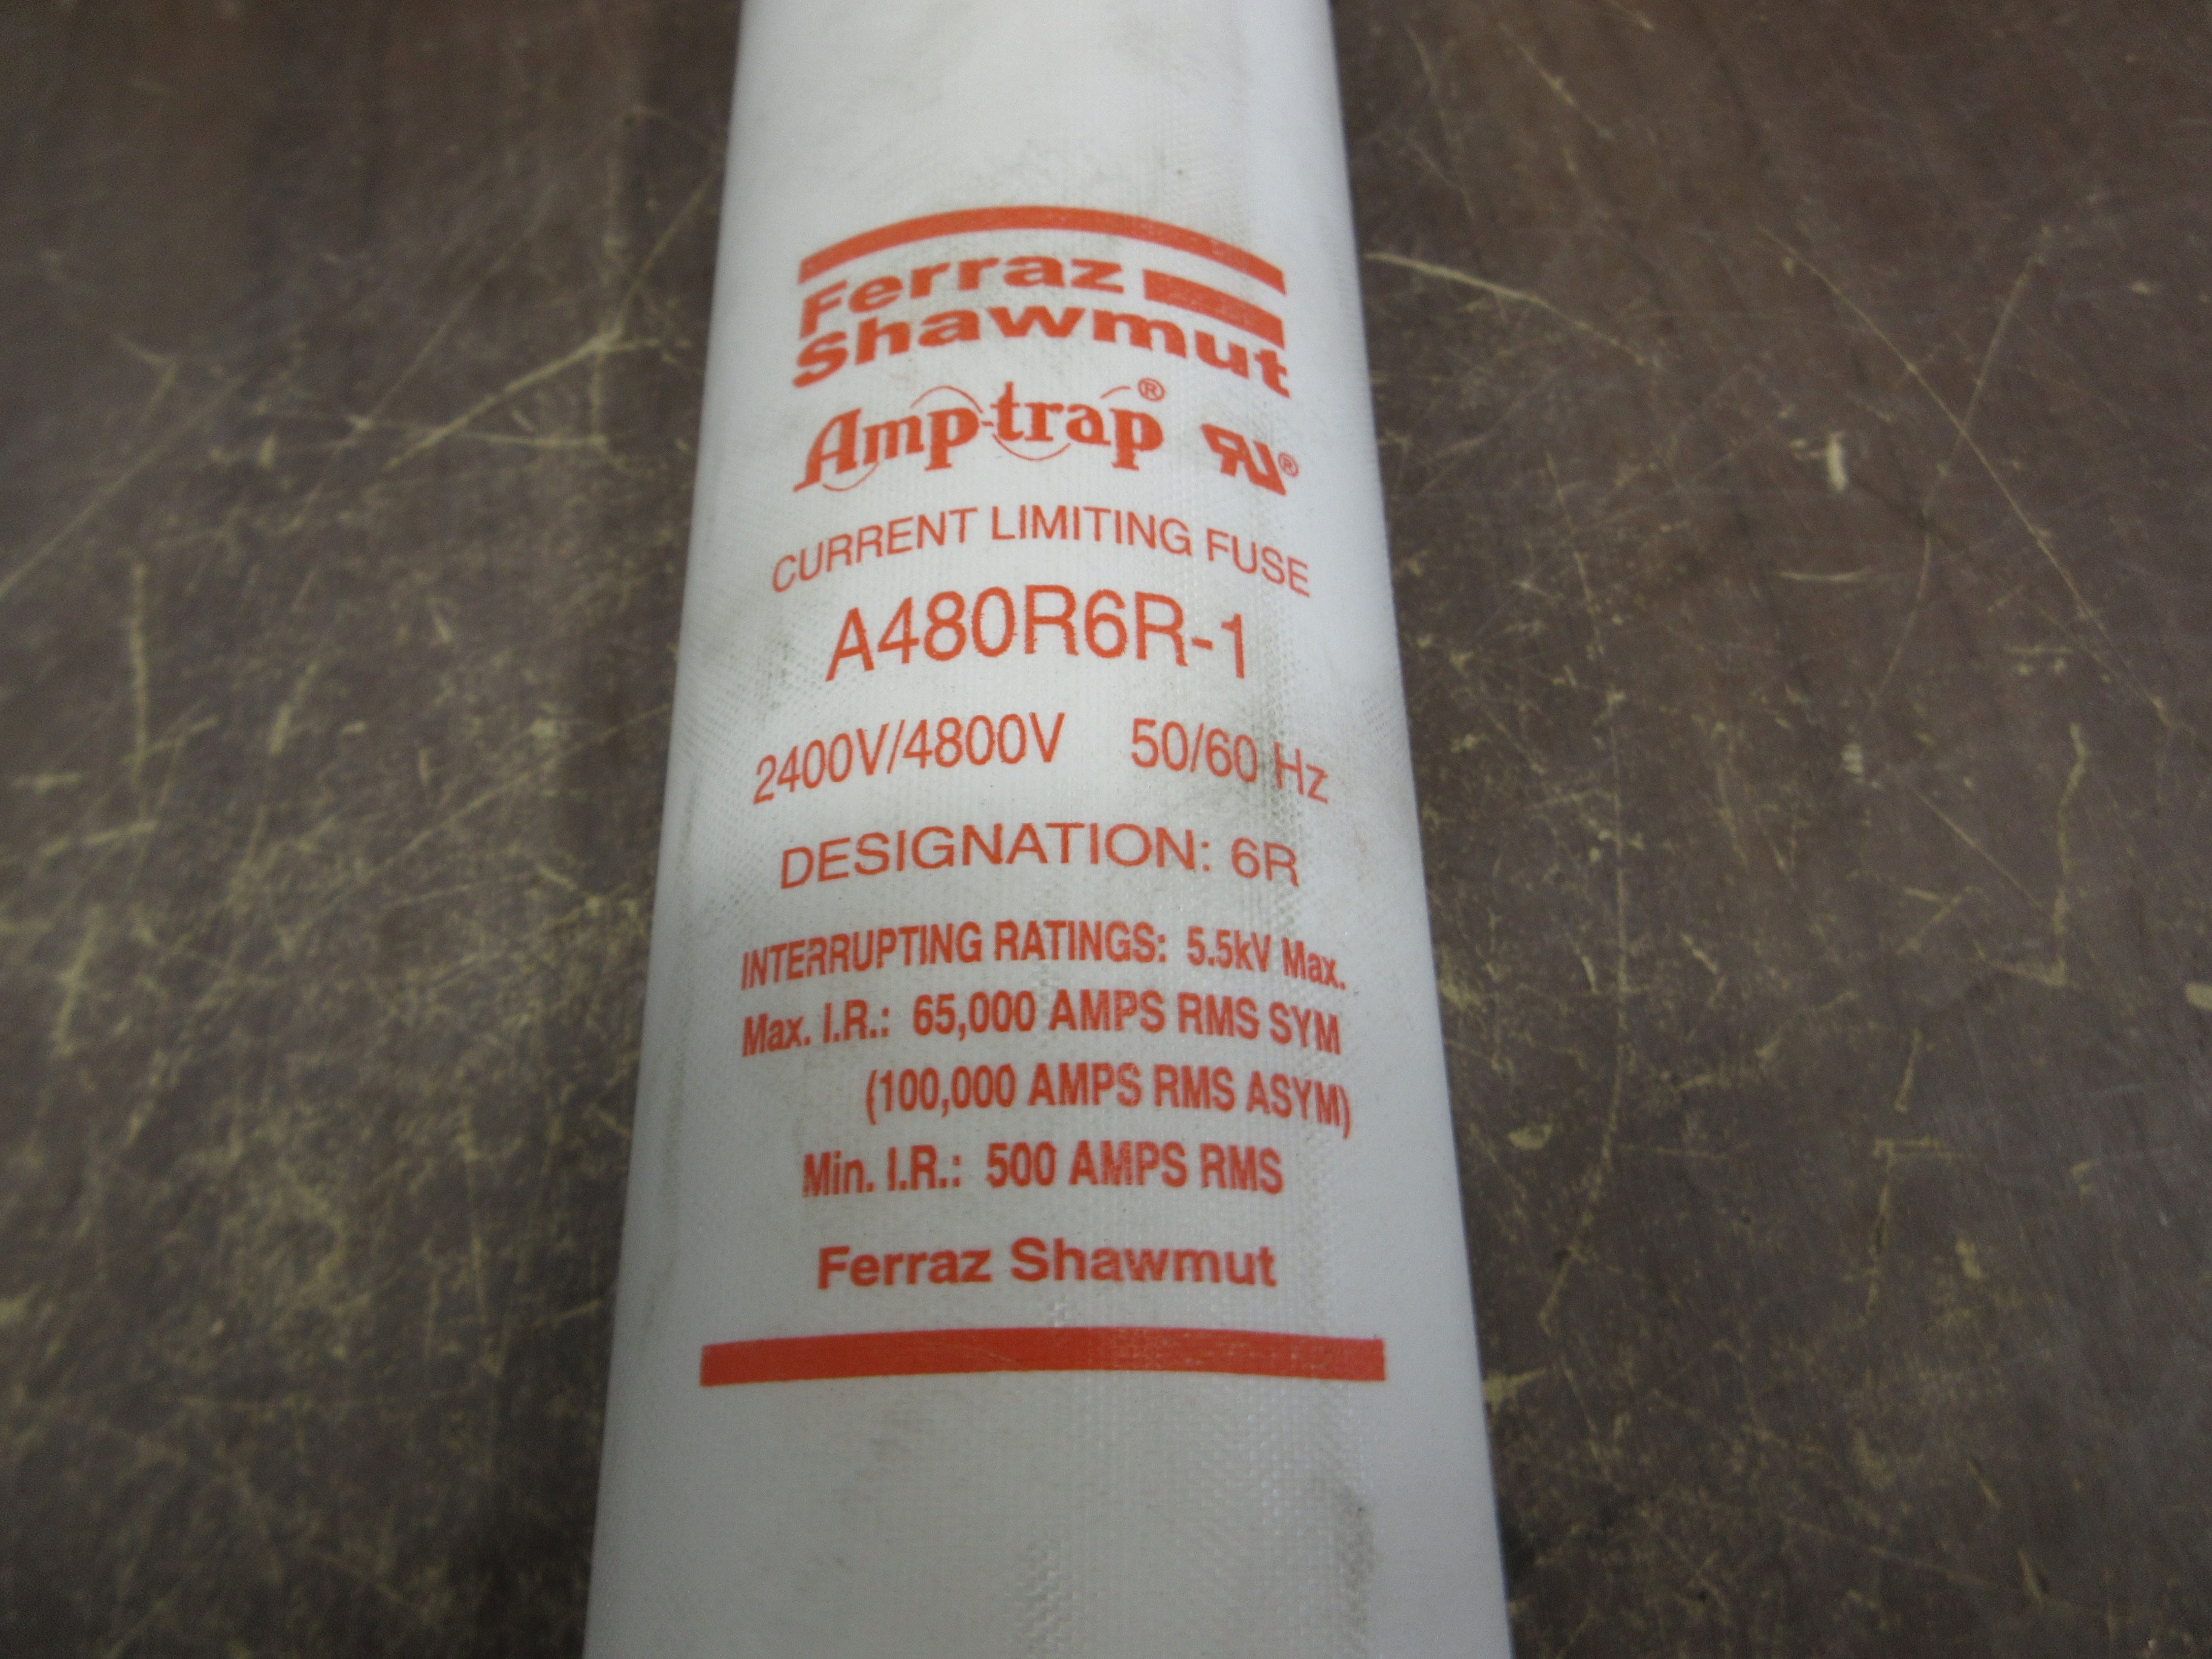 Ferraz
Shawmut
Amp-trap® RU®
CURRENT LIMITING FUSE
A480R6R-1
2400V/4800V 50/60 Hz
DESIGNATION: 6R
INTERRUPTING RATINGS: 5.5kV Max.
Max. I.R.: 65,000 AMPS RMS SYM
(100,000 AMPS RMS ASYM)
Min. I.R.: 500 AMPS RMS
Ferraz Shawmut